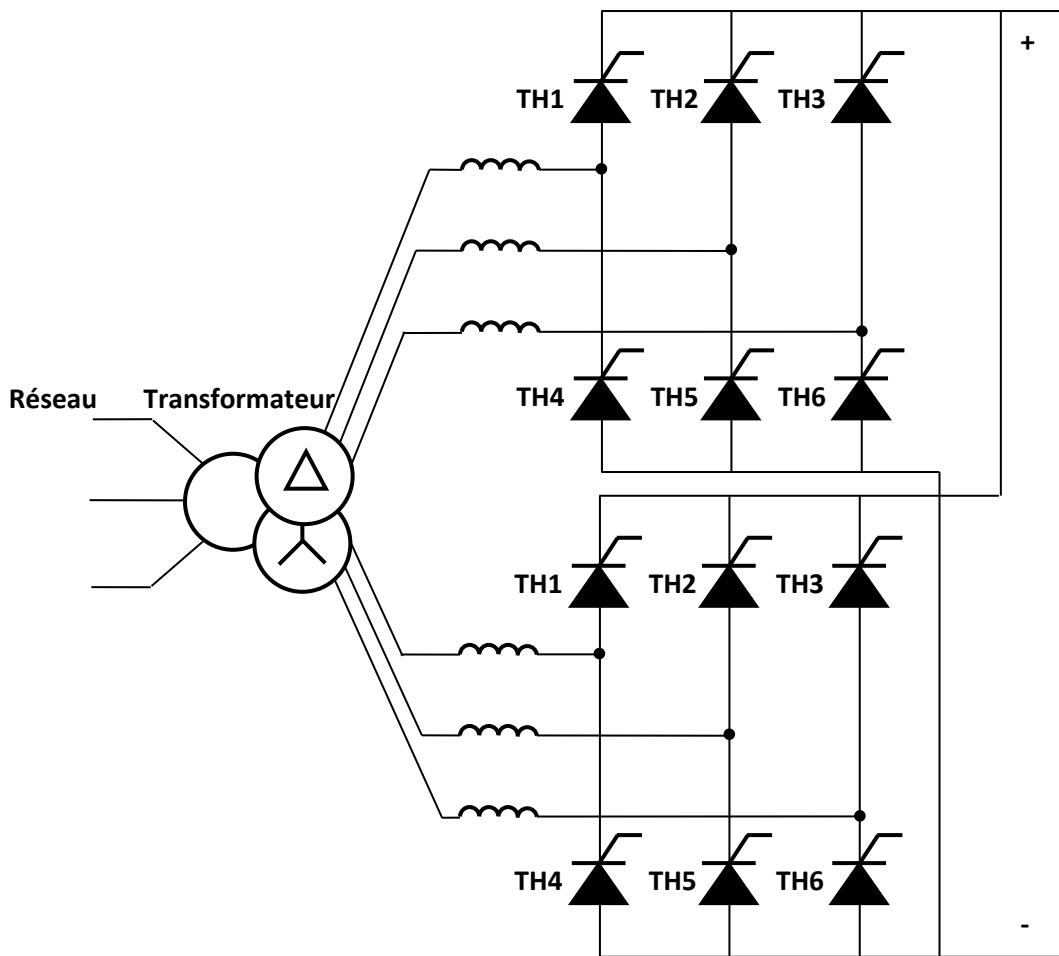 +
TH1 TH2 TH3
TH4 TH5 TH6
Réseau Transformateur
TH1 TH2 TH3
TH4 TH5 TH6
-